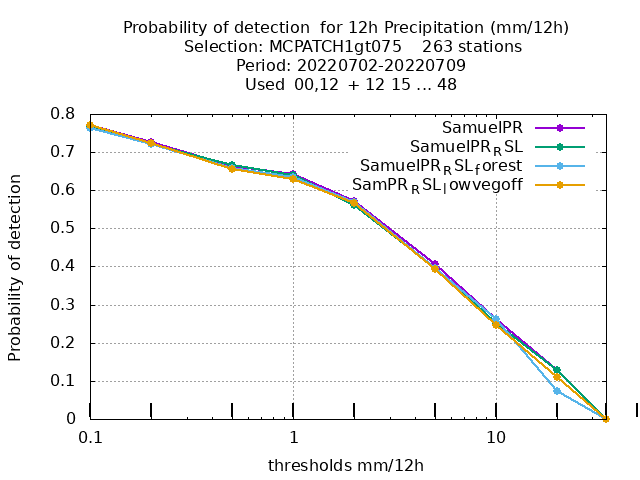 Probability of detection  for 12h Precipitation (mm/12h)
Selection: MCPATCH1gt075    263 stations
Period: 20220702-20220709
Used  00,12  + 12 15 ... 48
0.8
0.7
0.6
0.5
0.4
0.3
0.2
0.1
0
Probability of detection
SamuelPR
SamuelPR_RSL
SamuelPR_RSL_forest
SamPR_RSL_lowvegoff
0.1
1
10
thresholds mm/12h